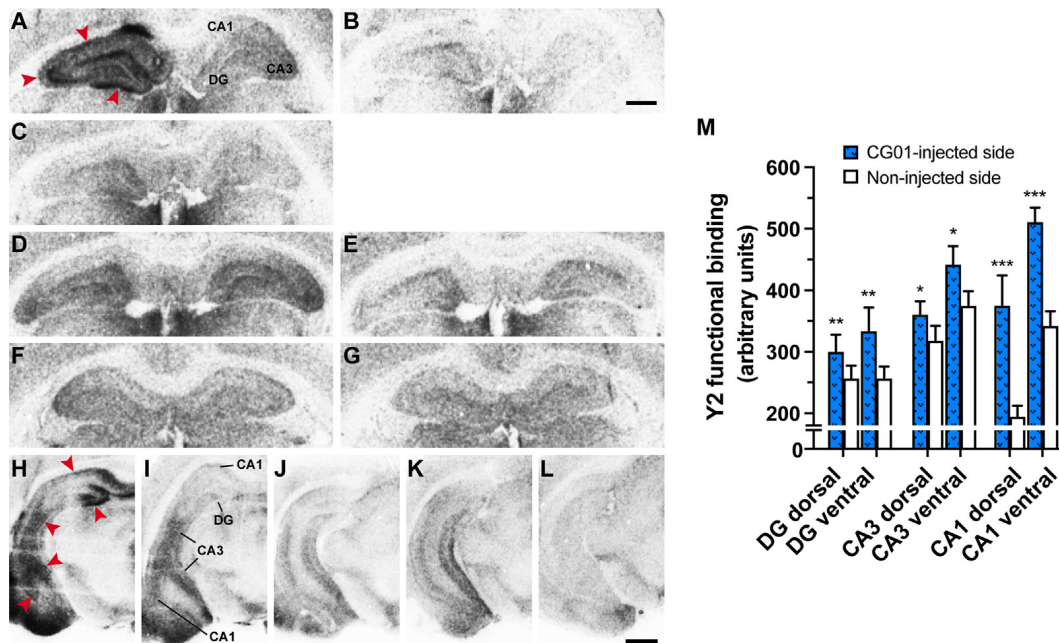 A
CA1
DG
CA3
B
C
D
E
F
G
H
I
CA1
DG
CA3
CA1
J
K
L
M
CG01-injected side
Non-injected side
Y2 functional binding
(arbitrary units)
600
500
400
300
200
0
**
**
*
*
***
***
DG dorsal
DG ventral
CA3 dorsal
CA3 ventral
CA1 dorsal
CA1 ventral